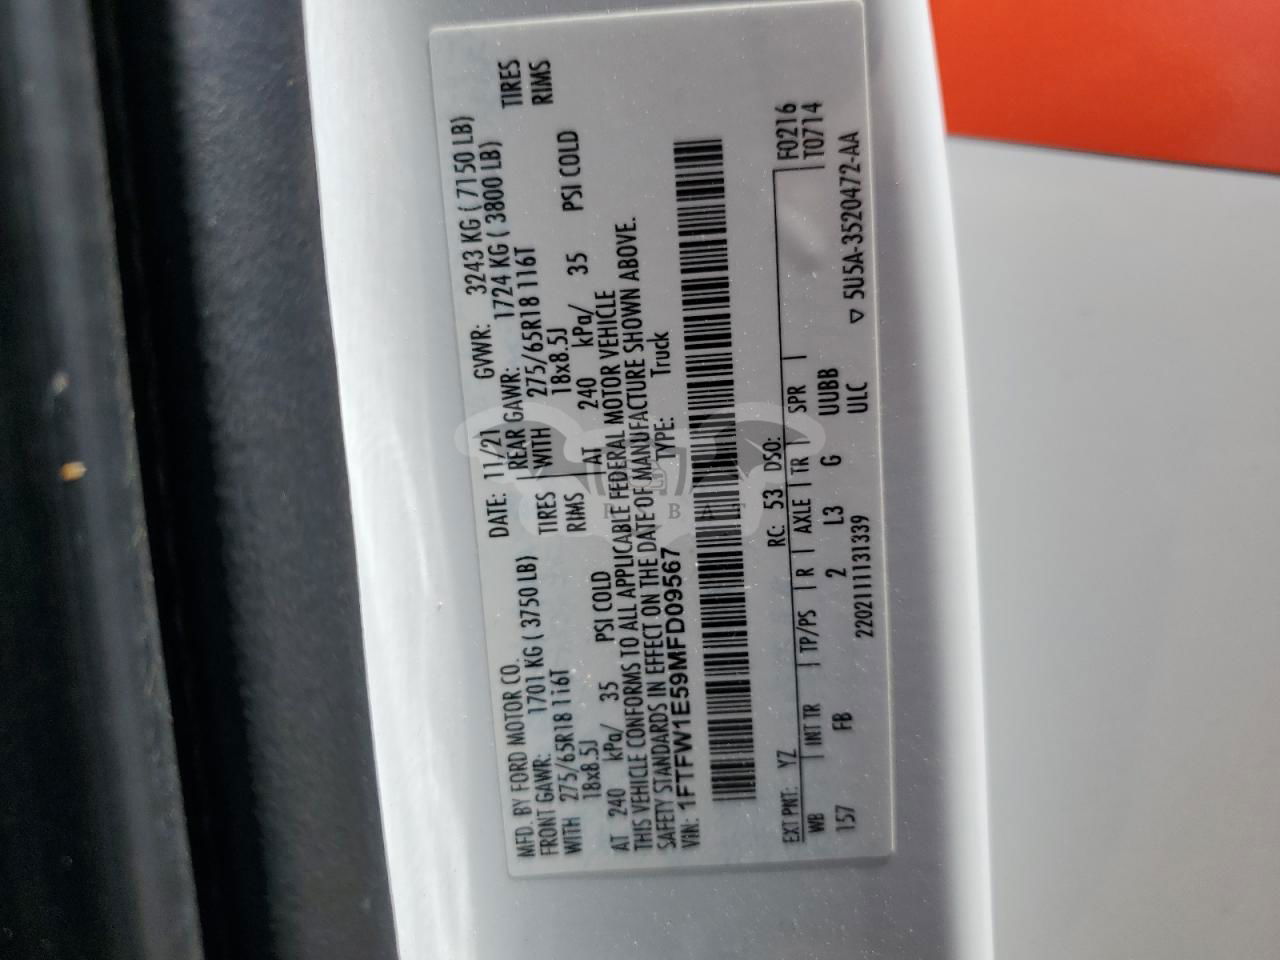 MFD. BY FORD MOTOR CO.
DATE: 11/21 GVWR: 3243 KG ( 7150 LB)
FRONT GAWR: 1701 KG ( 3750 LB) REAR GAWR: 1724 KG ( 3800 LB)
WITH 275/65R18 116T TIRES WITH 275/65R18 116T TIRES
18x8.5J RIMS 18x8.5J RIMS
AT 240 kPa/ 35 PSI COLD AT 240 kPa/ 35 PSI COLD
THIS VEHICLE CONFORMS TO ALL APPLICABLE FEDERAL MOTOR VEHICLE
SAFETY STANDARDS IN EFFECT ON THE DATE OF MANUFACTURE SHOWN ABOVE.
VIN: 1FTFW1E59MFD09567 TYPE: Truck
EXT PNT: YZ RC: 53 DSO: F0216
WB INT TR TP/PS R AXLE TR SPR T0714
157 FB 2 L3 G UUBB
22021111131339 ULC ▽ 5U5A-3520472-AA